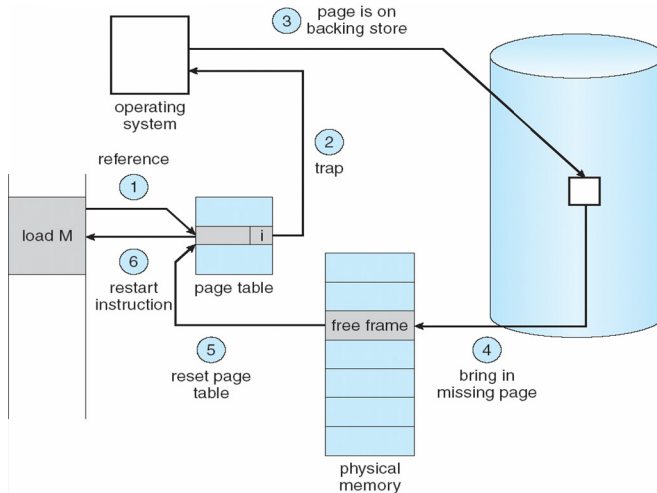 3
page is on
backing store
operating
system
2
trap
reference
1
load M
i
6
restart
instruction
page table
free frame
5
reset page
table
4
bring in
missing page
physical
memory